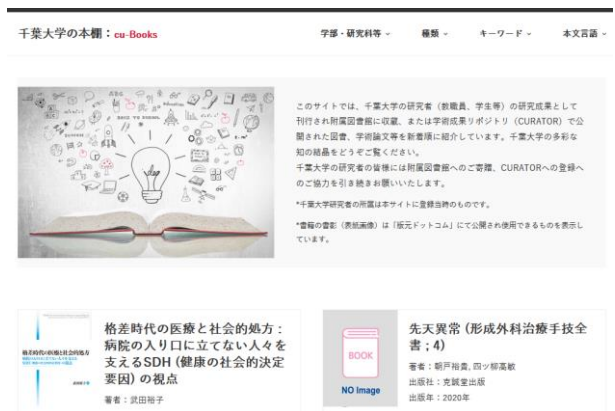 千葉大学の本棚：cu-Books
学部・研究科等
種類
キーワード
本文言語
このサイトでは、千葉大学の研究者（教職員、学生等）の研究成果として
刊行され附属図書館に収蔵、または学術成果リポジトリ（CURATOR）で公
開された図書、学術論文等を新着順に紹介しています。千葉大学の多彩な
知の結晶をどうぞご覧ください。
千葉大学の研究者の皆様には附属図書館へのご寄贈、CURATORへの登録へ
のご協力を引き続きお願いいたします。
*千葉大学研究者の所属は本サイトに登録当時のものです。
*書籍の書影（表紙画像）は「版元ドットコム」にて公開され使用できるものを表示し
ています。
BACK TO SCHOOL
格差時代の医療と社会的処方
格差時代の医療と社会的処方：
病院の入り口に立てない人々を
支えるSDH (健康の社会的決定
要因) の視点
著者：武田裕子
BOOK
NO Image
先天異常 (形成外科治療手技全
書 ; 4)
著者：朝戸裕貴, 四ツ柳高敏
出版社：克誠堂出版
出版年：2020年